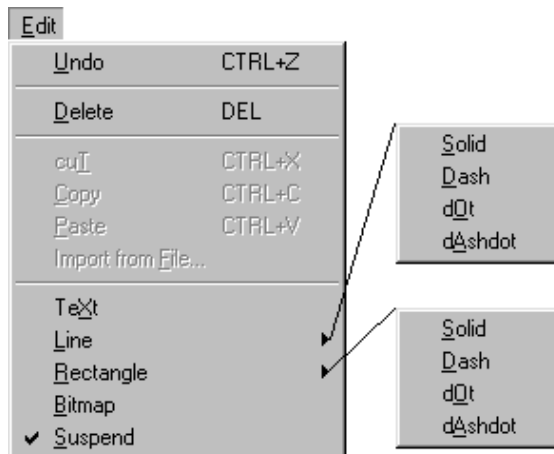 Edit
Undo CTRL+Z
Delete DEL
cuT CTRL+X
Copy CTRL+C
Paste CTRL+V
Import from File...
TeXt
Line
Rectangle
Bitmap
Suspend
Solid
Dash
dOt
dAshdot
Solid
Dash
dOt
dAshdot